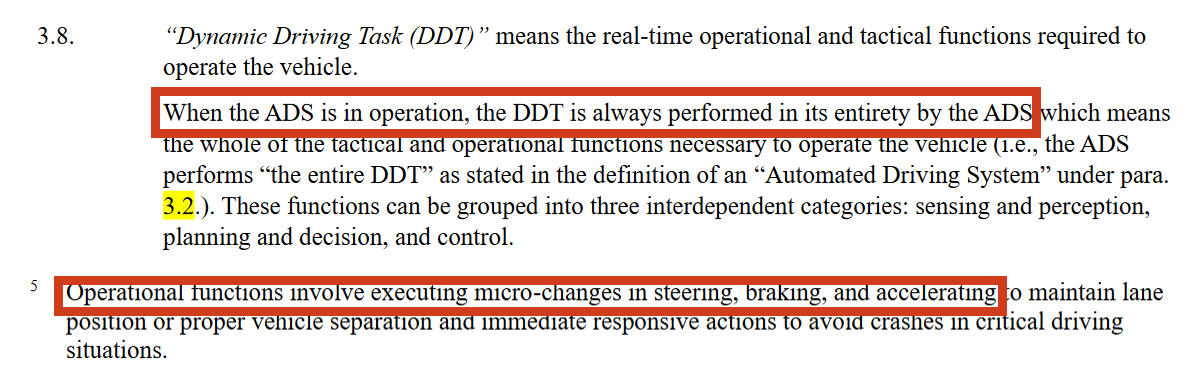 3.8. “Dynamic Driving Task (DDT)” means the real-time operational and tactical functions required to
operate the vehicle.
When the ADS is in operation, the DDT is always performed in its entirety by the ADS which means
the whole of the tactical and operational functions necessary to operate the vehicle (i.e., the ADS
performs “the entire DDT” as stated in the definition of an “Automated Driving System” under para.
3.2.). These functions can be grouped into three interdependent categories: sensing and perception,
planning and decision, and control.
5 Operational functions involve executing micro-changes in steering, braking, and accelerating to maintain lane
position or proper vehicle separation and immediate responsive actions to avoid crashes in critical driving
situations.